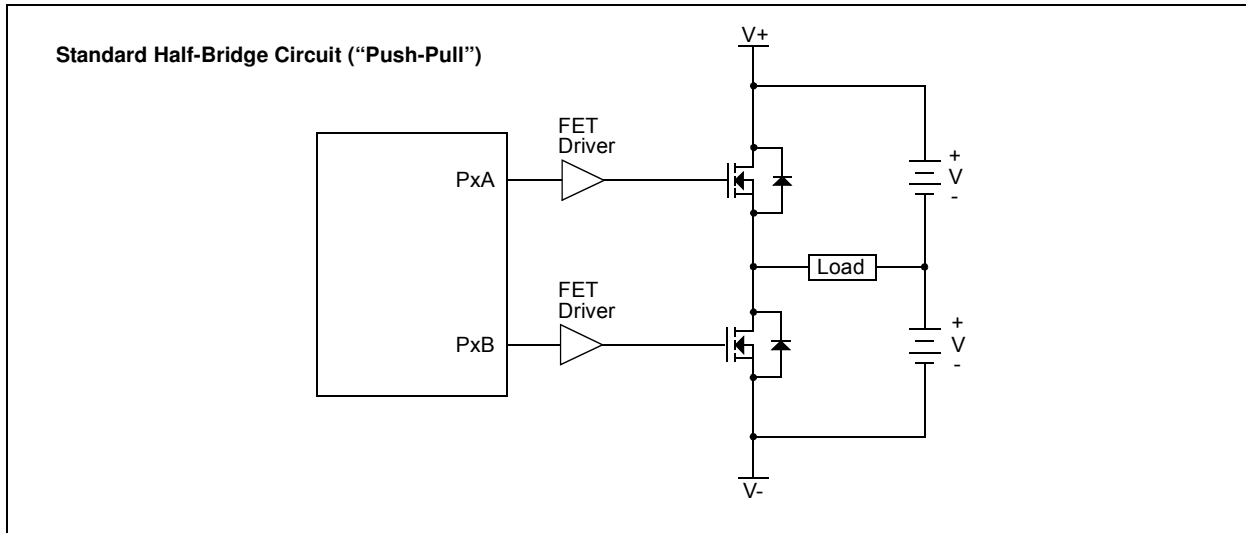 Standard Half-Bridge Circuit (“Push-Pull”)
V+
FET
Driver
PxA
+
V
-
Load
FET
Driver
PxB
+
V
-
V-